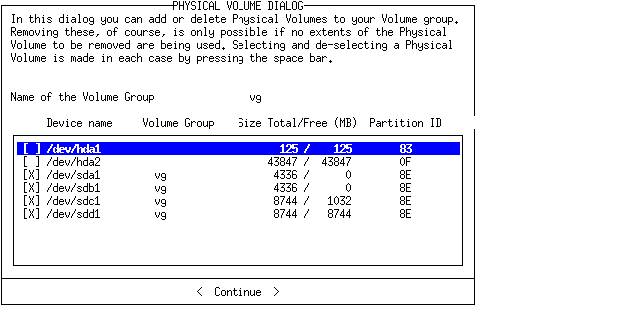 PHYSICAL VOLUME DIALOG
In this dialog you can add or delete Physical Volumes to your Volume group.
Removing these, of course, is only possible if no extents of the Physical
Volume to be removed are being used. Selecting and de-selecting a Physical
Volume is made in each case by pressing the space bar.
Name of the Volume Group vg
Device name Volume Group Size Total/Free (MB) Partition ID
[ ] /dev/hda1 125 / 125 83
[ ] /dev/hda2 43847 / 43847 0F
[X] /dev/sda1 vg 4336 / 0 8E
[X] /dev/sdb1 vg 4336 / 0 8E
[X] /dev/sdc1 vg 8744 / 1032 8E
[X] /dev/sdd1 vg 8744 / 8744 8E
< Continue >